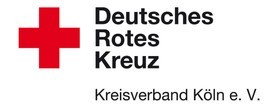 Deutsches
Rotes
Kreuz
Kreisverband Köln e. V.